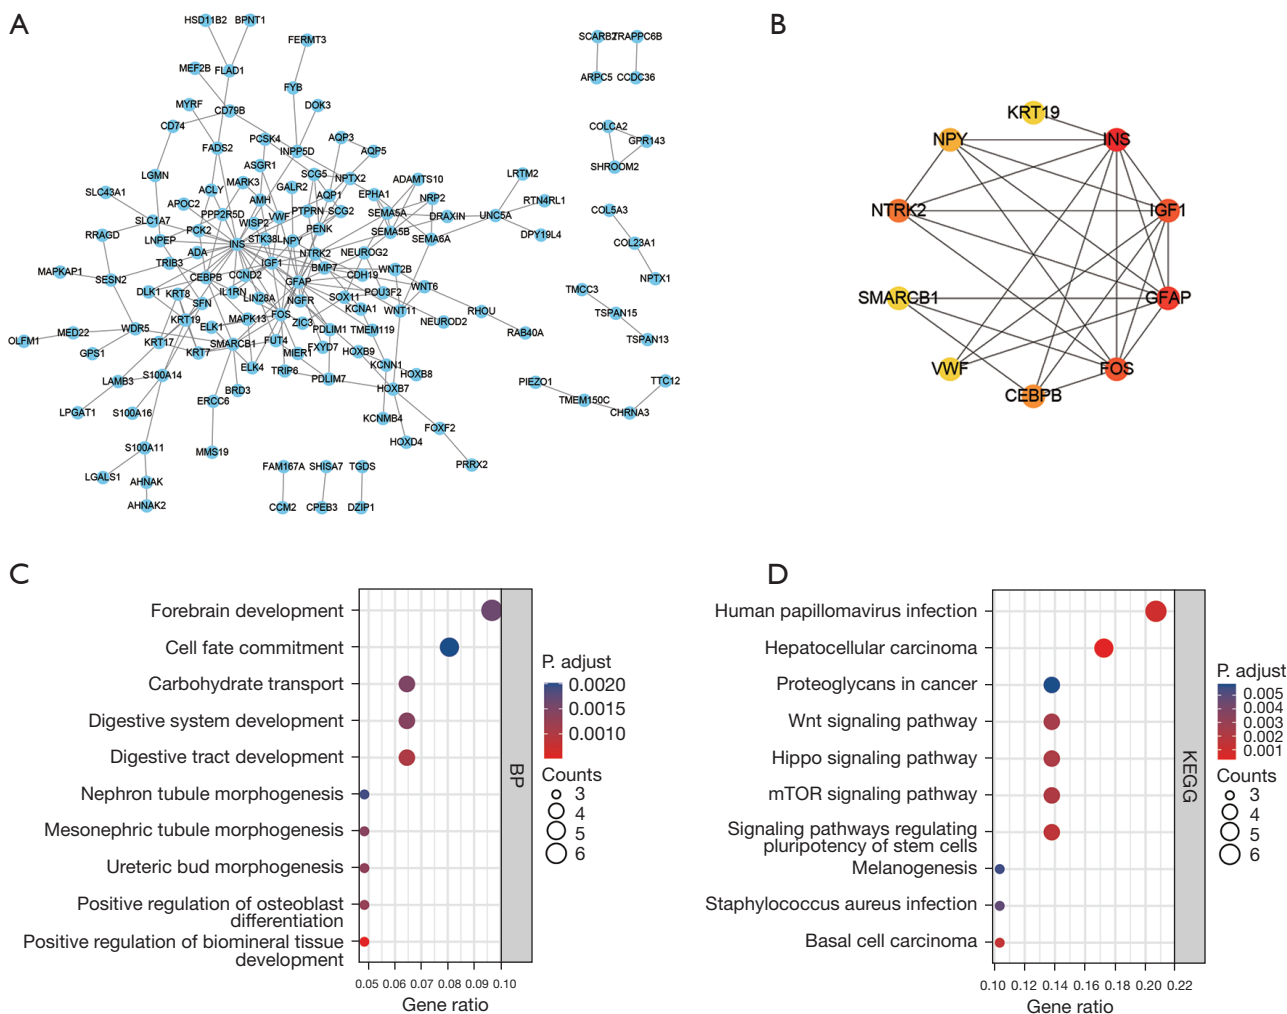 A
HSD11B2 BPNT1
FERMT3
MEF2B FLAD1
FYB
MYRF CD79B DOK3
CD74 PCSK4 AQP3
FADS2 INPP5D AQP5
ASGR1
LGMN MARK3 SCG5 NPTX2 ADAMTS10 LRTM2
SLC43A1 ACLY GALR2 AQP1 EPHA1 NRP2 RTN4RL1
APOC2 AMH PTPRN SCG2 SEMA5A DRAXIN UNC5A
SLC1A7 PPP2R5D VWF PENK SEMA5B
RRAGD PCK2 WISP2 SEMA6A DPY19L4
LNPEP INS STK38L NPY
ADA NTRK2 NEUROG2
MAPKAP1 TRIB3 IGF1 BMP7 WNT2B
SESN2 CEBPB CCND2 GFAP CDH19
DLK1 KRT8 IL1RN LIN28A NGFR SOX11 POU3F2 WNT6
SFN KCNA1 WNT11 RHOU
KRT19 ELK1 MAPK13 FOS ZIC3 NEUROD2
OLFM1 MED22 WDR5 PDLIM1 TMEM119 RAB40A
GPS1 KRT17 KRT7 SMARCB1 FUT4 MIER1 FXYD7 HOXB9
LAMB3 S100A14 ELK4 TRIP6 PDLIM7 KCNN1 HOXB8
BRD3 HOXB7
LPGAT1 S100A16 ERCC6 KCNMB4
FOXF2
S100A11 MMS19 HOXD4
LGALS1 AHNAK FAM167A SHISA7 TGDS PRRX2
AHNAK2 CCM2 CPEB3 DZIP1
SCARB2 TRAPPC6B
ARPC5 CCDC36
COLCA2
GPR143
SHROOM2
COL5A3
COL23A1
NPTX1
TMCC3
TSPAN15
TSPAN13
PIEZO1 TTC12
TMEM150C
CHRNA3
B
KRT19
NPY INS
NTRK2 IGF1
SMARCB1 GFAP
VWF FOS
CEBPB
C
Forebrain development
Cell fate commitment
Carbohydrate transport
Digestive system development
Digestive tract development
Nephron tubule morphogenesis
Mesonephric tubule morphogenesis
Ureteric bud morphogenesis
Positive regulation of osteoblast
differentiation
Positive regulation of biomineral tissue
development
0.05 0.06 0.07 0.08 0.09 0.10
Gene ratio
BP
P. adjust
0.0020
0.0015
0.0010
Counts
3
4
5
6
D
Human papillomavirus infection
Hepatocellular carcinoma
Proteoglycans in cancer
Wnt signaling pathway
Hippo signaling pathway
mTOR signaling pathway
Signaling pathways regulating
pluripotency of stem cells
Melanogenesis
Staphylococcus aureus infection
Basal cell carcinoma
0.10 0.12 0.14 0.16 0.18 0.20 0.22
Gene ratio
KEGG
P. adjust
0.005
0.004
0.003
0.002
0.001
Counts
3
4
5
6